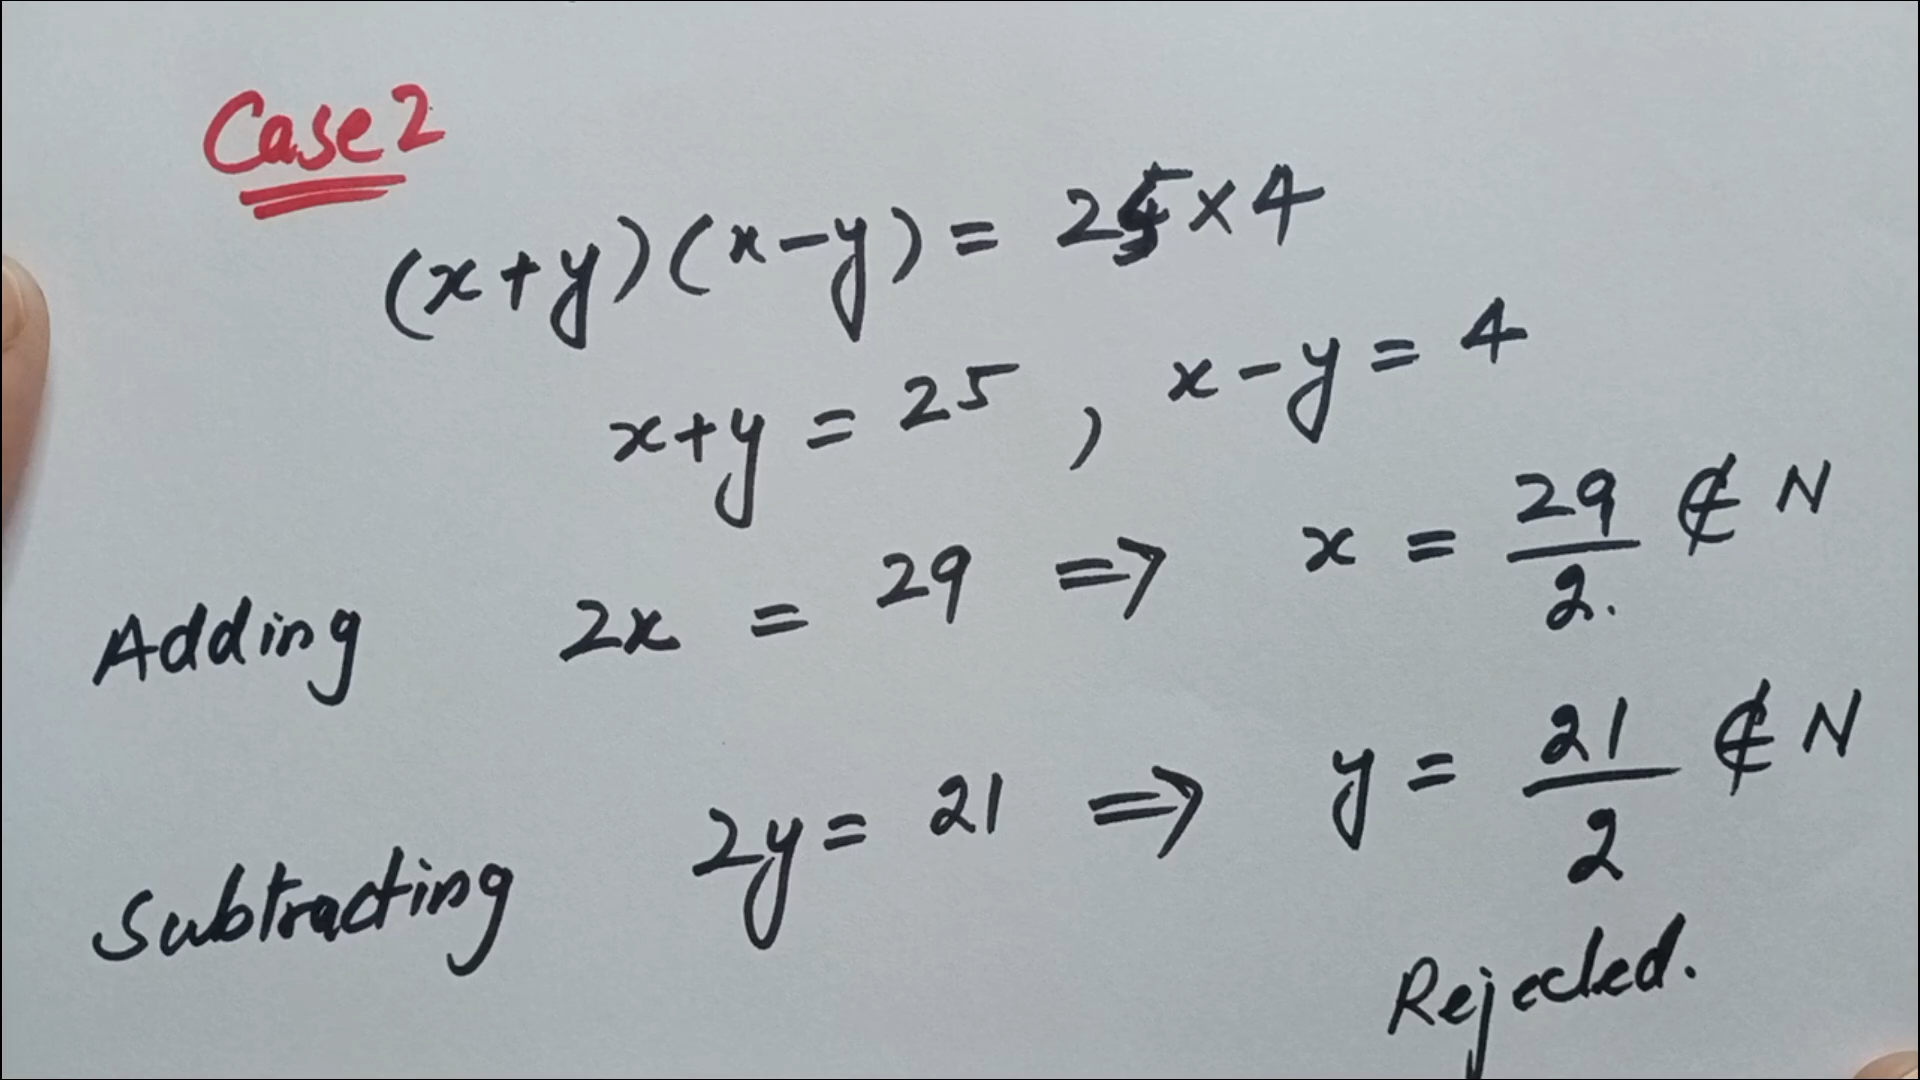 Case 2
(x+y)(x-y) = 25×4
x+y = 25 , x-y = 4
Adding 2x = 29 ⇒ x = 29/2. ∉ N
Subtracting 2y = 21 ⇒ y = 21/2 ∉ N
Rejected.